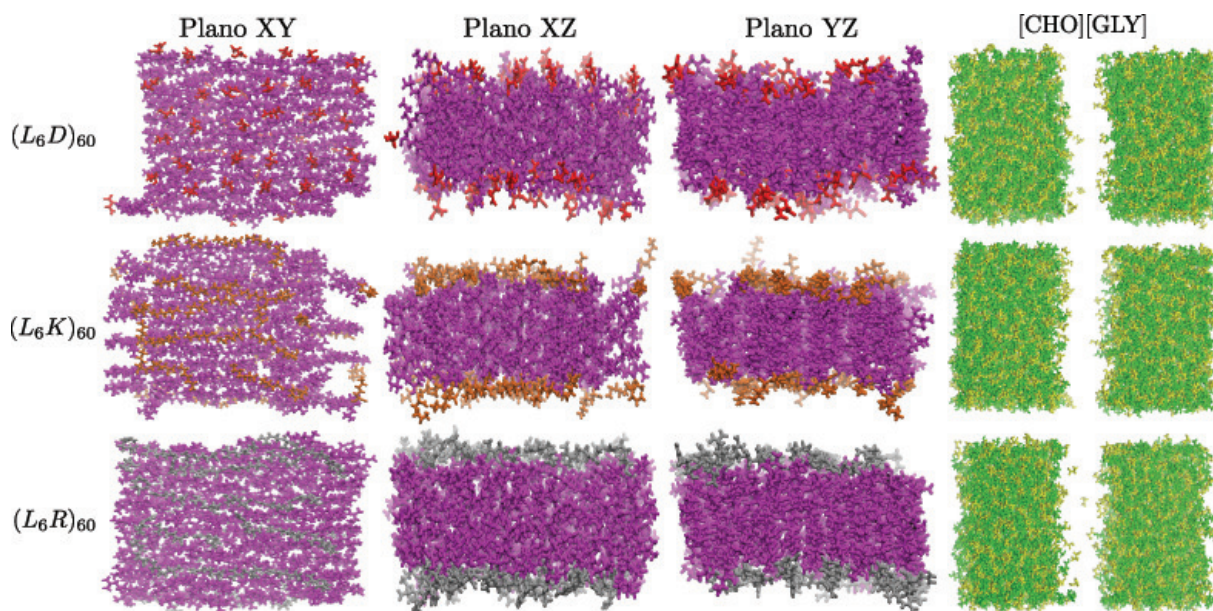 Plano XY Plano XZ Plano YZ [CHO][GLY]
(L₆D)₆₀
(L₆K)₆₀
(L₆R)₆₀